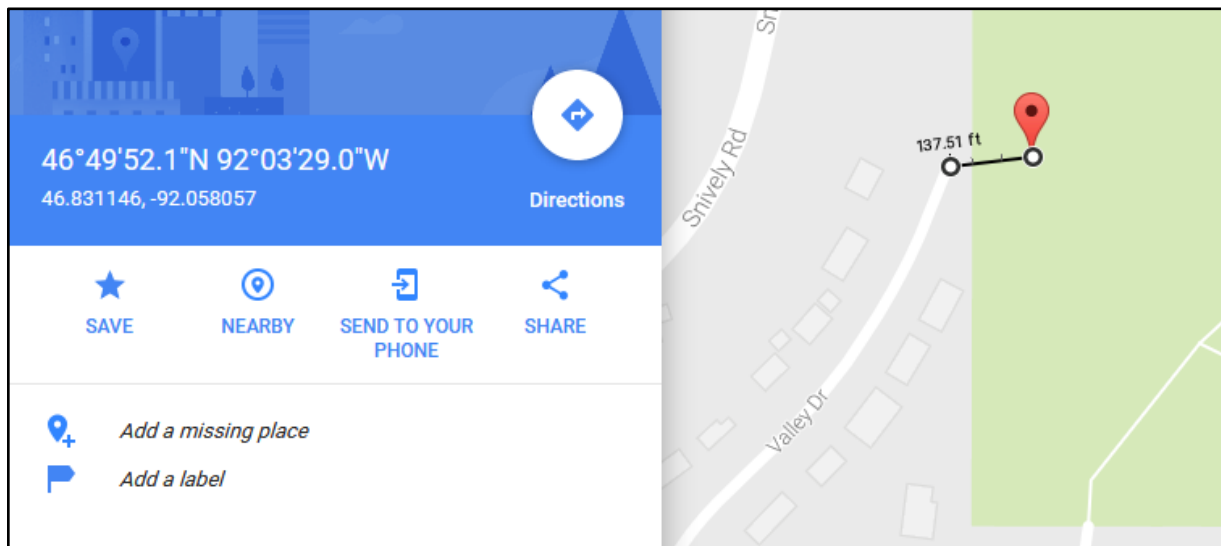 46°49'52.1"N 92°03'29.0"W
46.831146, -92.058057
Directions
SAVE
NEARBY
SEND TO YOUR
PHONE
SHARE
Add a missing place
Add a label
Sn
Snively Rd
137.51 ft
Valley Dr